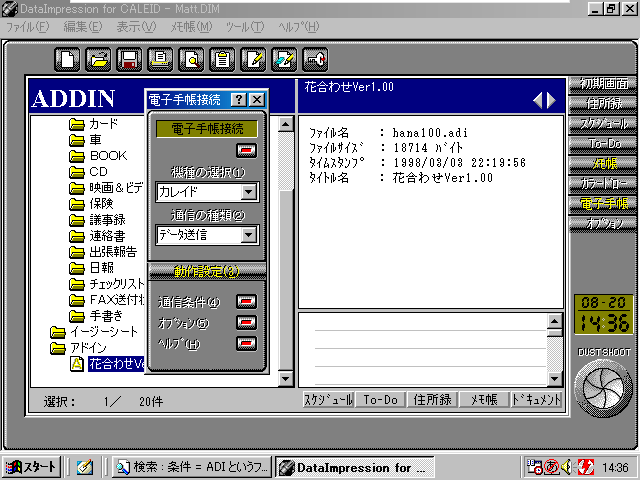 DataImpression for CALEID - Matt.DIM
ﾌｧｲﾙ(F) 編集(E) 表示(V) ﾒﾓ帳(M) ﾂｰﾙ(T) ﾍﾙﾌﾟ(H)
ADDIN
電子手帳接続
花合わせVer1.00
電子手帳接続
機種の選択(1)
カレイド
通信の種類(2)
ﾃﾞｰﾀ送信
動作設定(3)
通信条件(4)
ｵﾌﾟｼｮﾝ(5)
ﾍﾙﾌﾟ(H)
カード
車
BOOK
CD
映画＆ビデ
保険
議事録
連絡書
出張報告
日報
チェックリスト
FAX送付
手書き
イージーシート
アドイン
花合わせVe
選択： 1／ 20件
ﾌｧｲﾙ名 : hana100.adi
ﾌｧｲﾙｻｲｽﾞ : 18714 ﾊﾞｲﾄ
ﾀｲﾑｽﾀﾝﾌﾟ : 1998/03/03 22:19:56
ﾀｲﾄﾙ名 : 花合わせVer1.00
ｽｹｼﾞｭｰﾙ To-Do 住所録 メモ帳 ﾄﾞｷｭﾒﾝﾄ
初期画面
住所録
スケジュール
To-Do
メモ帳
カラードロー
電子手帳
オプション
08-20
14:36
DUST SHOOT
スタート
検索 : 条件 = ADI というフ...
DataImpression for ...
14:36